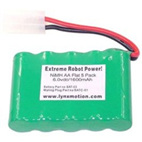 Extreme Robot Power!
NiMH AA Flat 5 Pack
6.0volt/1600mAh
www.lynxmotion.com